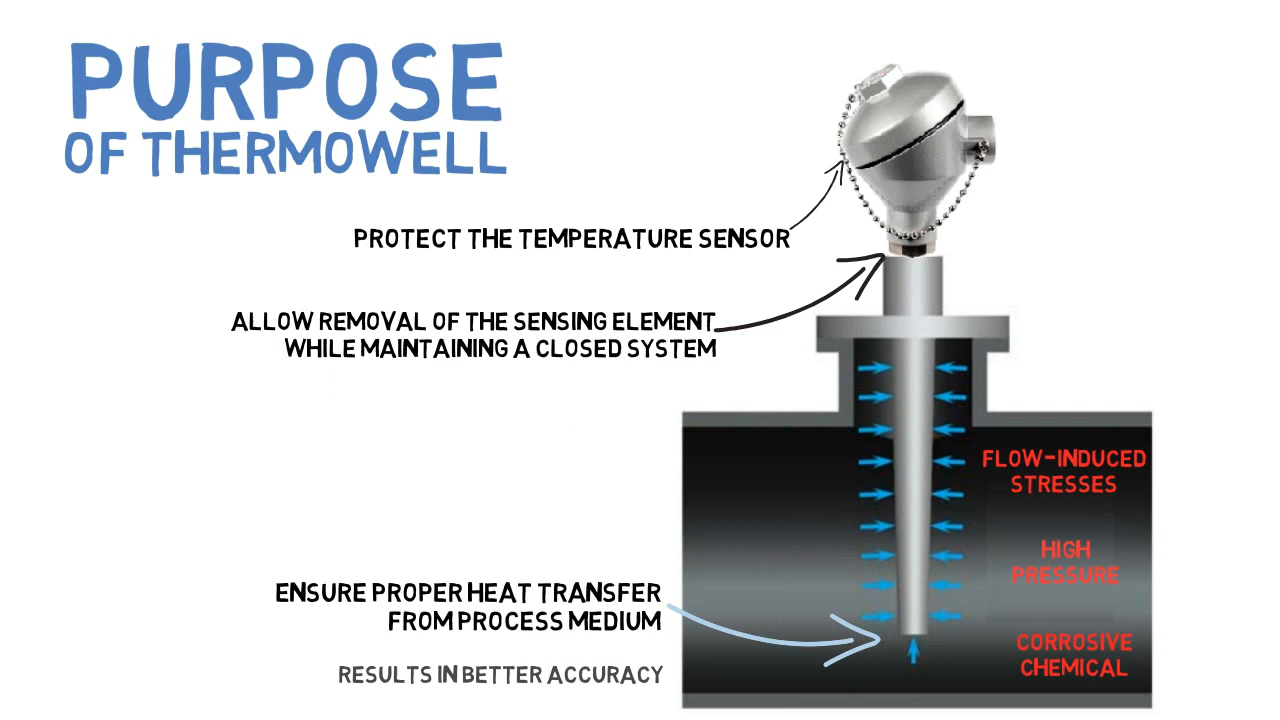 PURPOSE
OF THERMOWELL
PROTECT THE TEMPERATURE SENSOR
ALLOW REMOVAL OF THE SENSING ELEMENT
WHILE MAINTAINING A CLOSED SYSTEM
FLOW-INDUCED
STRESSES
HIGH
PRESSURE
ENSURE PROPER HEAT TRANSFER
FROM PROCESS MEDIUM
CORROSIVE
CHEMICAL
RESULTS IN BETTER ACCURACY